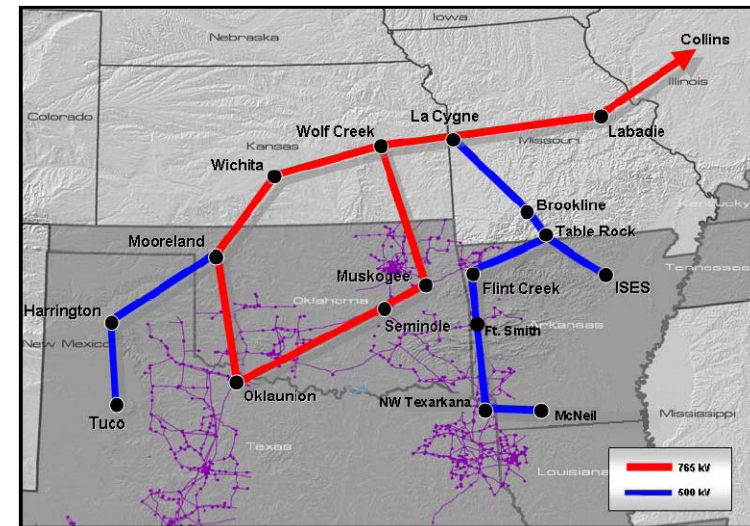 Iowa
Nebraska
Collins
Illinois
Colorado
La Cygne
Wolf Creek
Kansas
Missouri
Labadie
Wichita
Brookline
Kentucky
Mooreland
Table Rock
Tennessee
Muskogee
Flint Creek
ISES
Oklahoma
Harrington
Seminole
Ft. Smith
Arkansas
New Mexico
Oklaunion
NW Texarkana
McNeil
Tuco
Mississippi
Texas
Louisiana
765 kV
500 kV